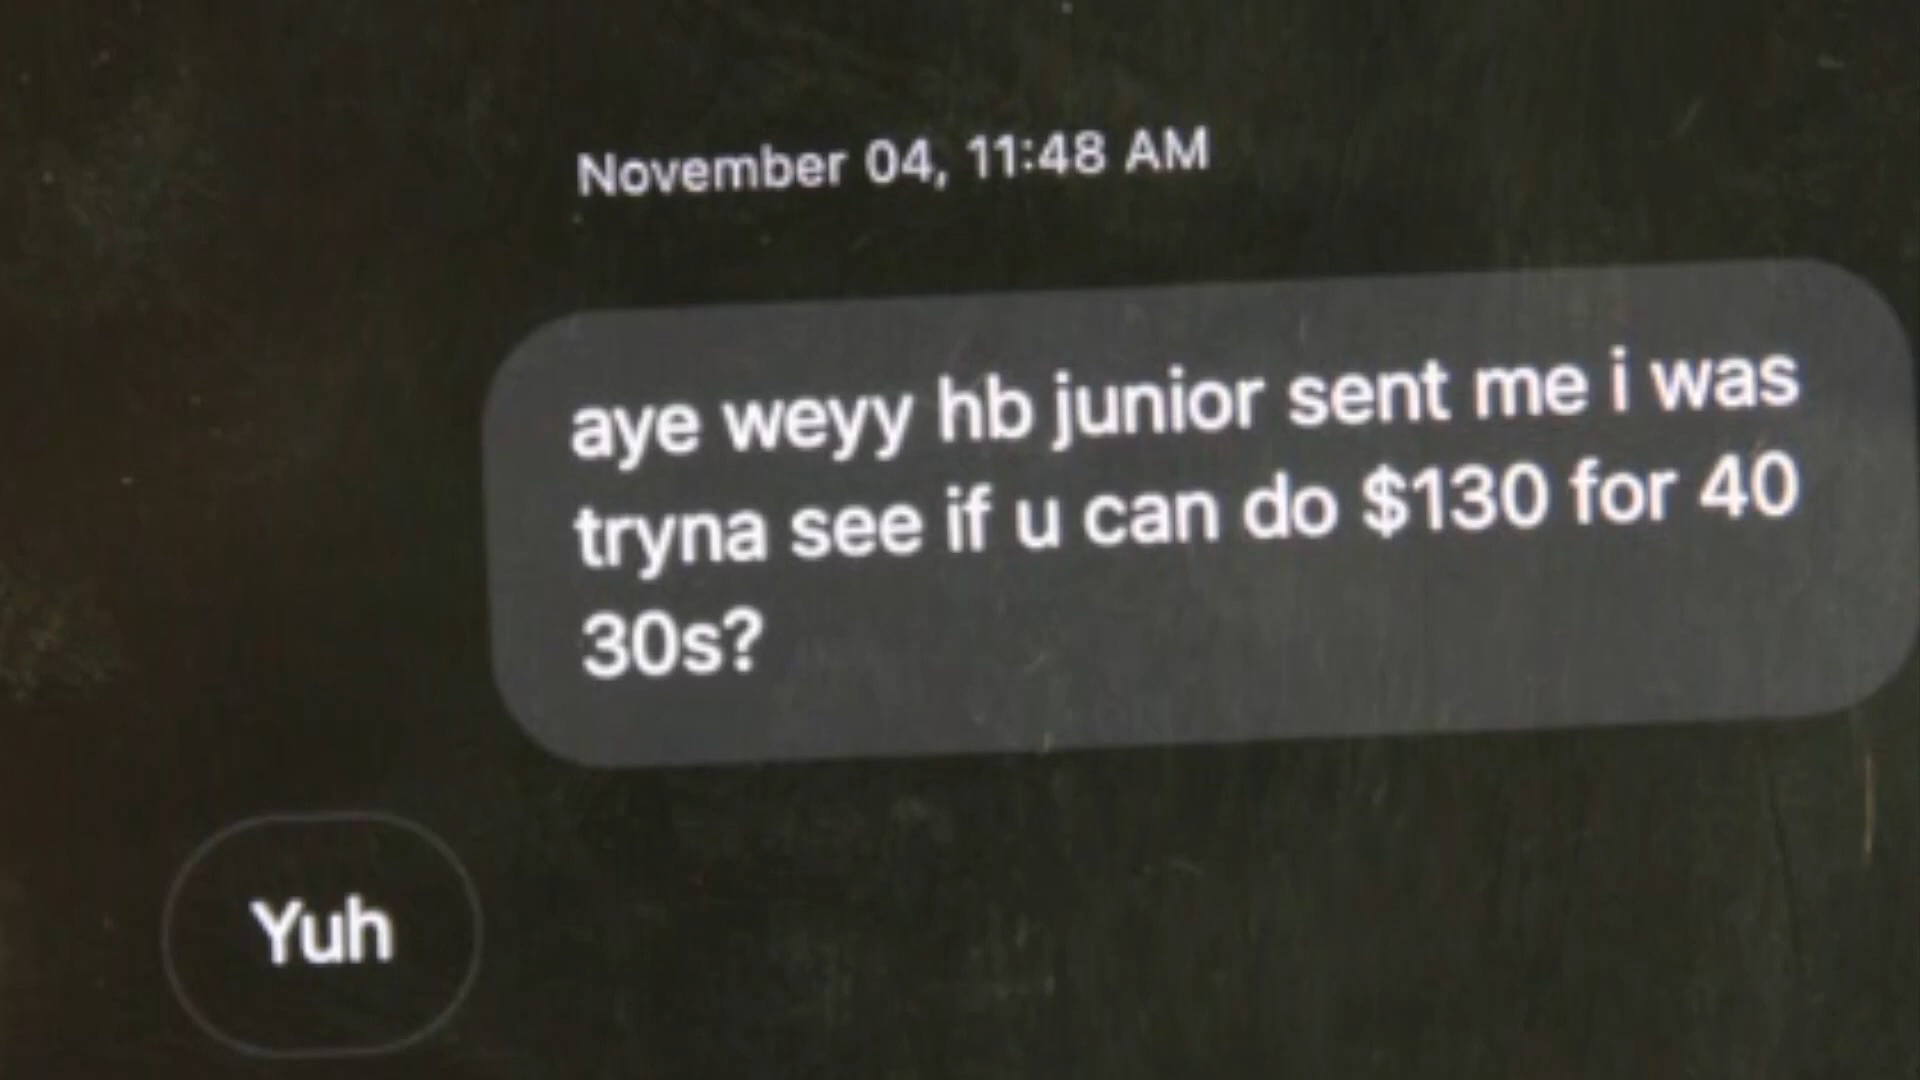 November 04, 11:48 AM
aye weyy hb junior sent me i was
tryna see if u can do $130 for 40
30s?
Yuh